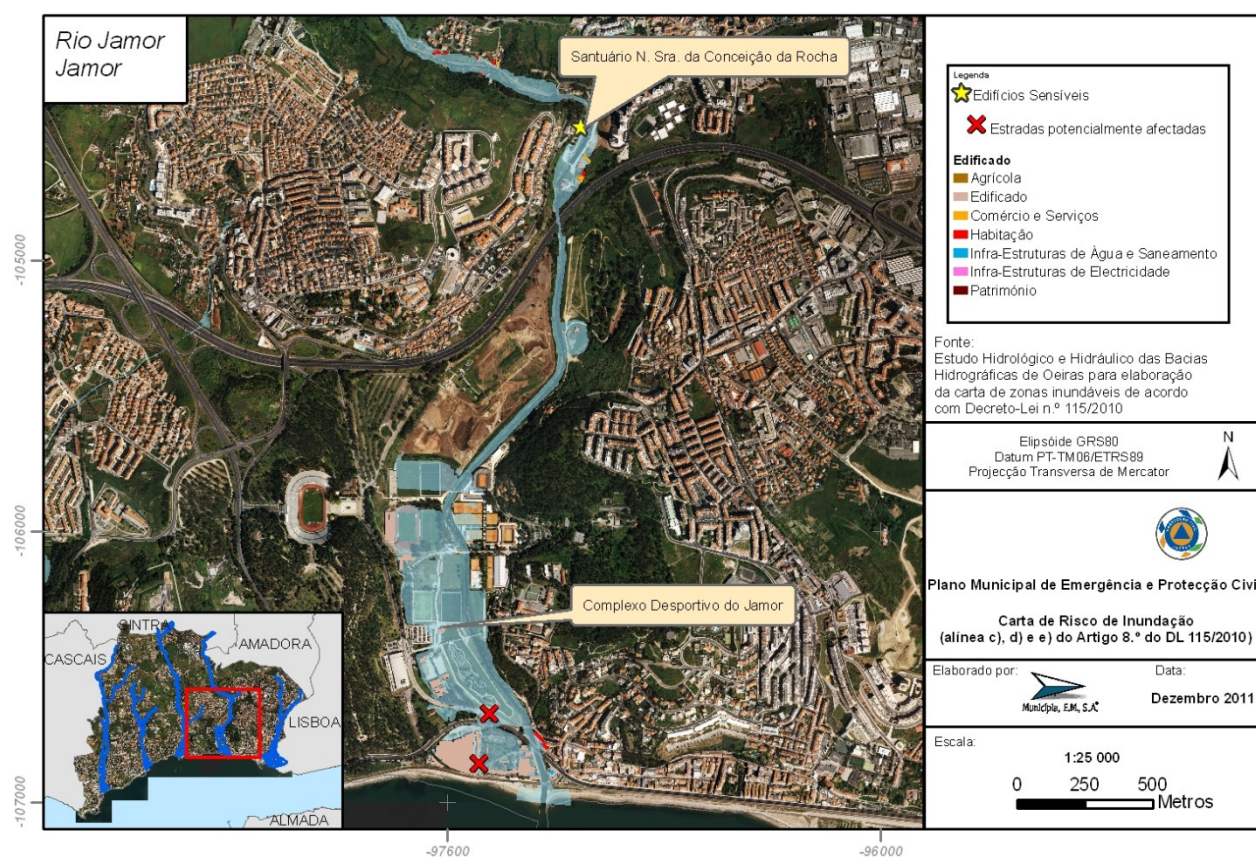 Rio Jamor
Jamor
Santuário N. Sra. da Conceição da Rocha
Complexo Desportivo do Jamor
-105000
-106000
-107000
-97600
-96000
SINTRA
AMADORA
CASCAIS
LISBOA
ALMADA
Legenda
Edifícios Sensíveis
Estradas potencialmente afectadas
Edificado
Agrícola
Edificado
Comércio e Serviços
Habitação
Infra-Estruturas de Àgua e Saneamento
Infra-Estruturas de Electricidade
Património
Fonte:
Estudo Hidrológico e Hidráulico das Bacias
Hidrográficas de Oeiras para elaboração
da carta de zonas inundáveis de acordo
com Decreto-Lei n.º 115/2010
Elipsóide GRS80
Datum PT-TM06/ETRS89
Projecção Transversa de Mercator
N
Plano Municipal de Emergência e Protecção Civi
Carta de Risco de Inundação
(alínea c), d) e e) do Artigo 8.º do DL 115/2010)
Elaborado por:
Município, E.M, S.A.
Data:
Dezembro 2011
Escala:
1:25 000
0 250 500
Metros